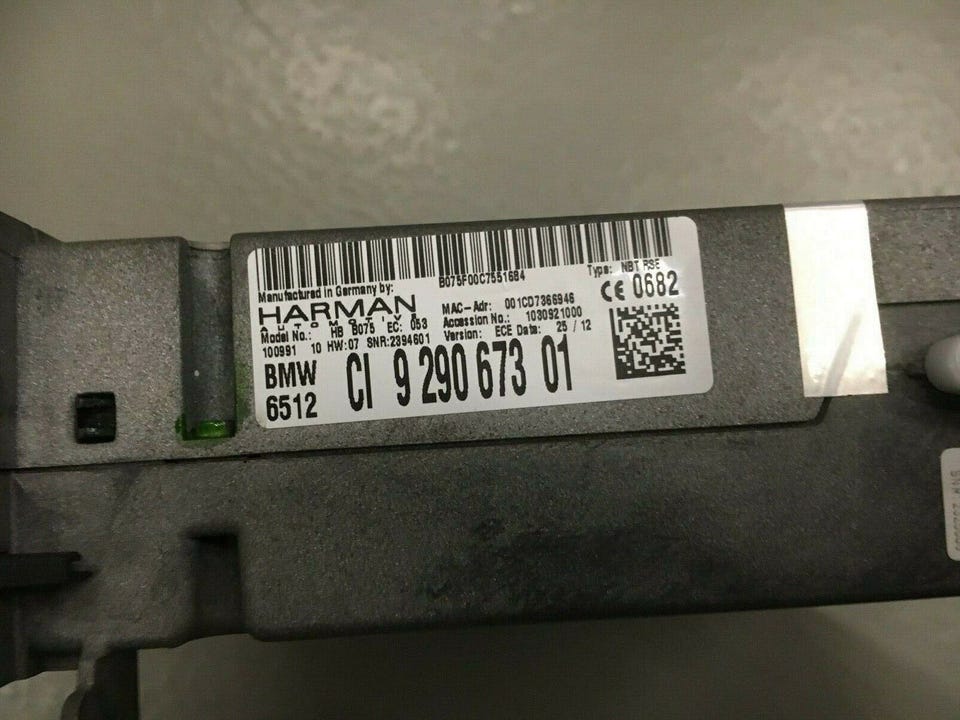 B075F00C7551684
Manufactured in Germany by:
Type: NBT RSE
HARMAN
AUTOMOTIVE
MAC-Adr: 001CD7366946
CE 0682
Model No.: HB B075 EC: 053
Accession No.: 1030921000
100991 10 HW:07 SNR:2394601
Version: ECE Data: 25 / 12
BMW
6512
CI 9 290 673 01